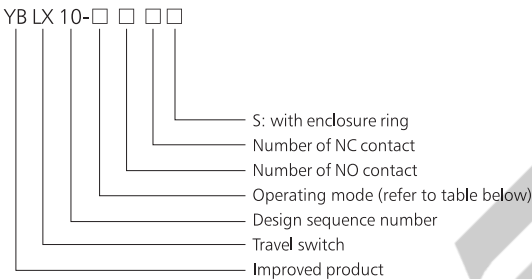 YB LX 10-□ □ □ □
S: with enclosure ring
Number of NC contact
Number of NO contact
Operating mode (refer to table below)
Design sequence number
Travel switch
Improved product